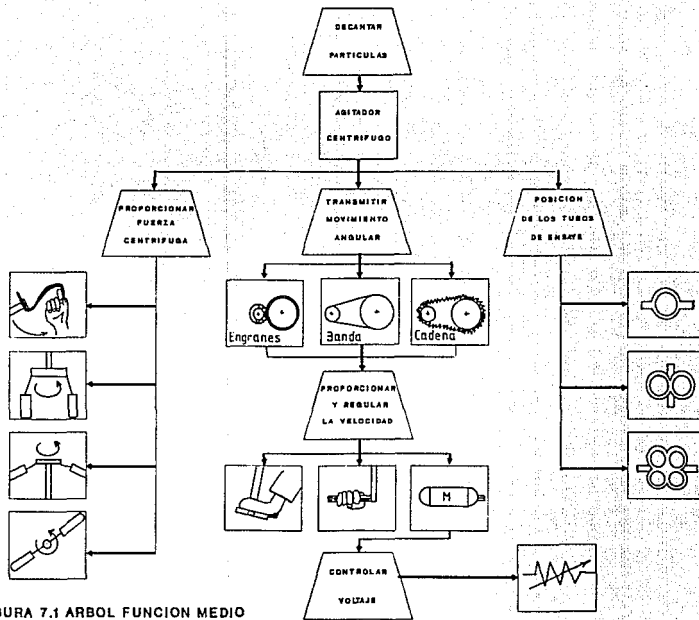 DECANTAR
PARTICULAS
AGITADOR
CENTRIFUGO
PROPORCIONAR
FUERZA
CENTRIFUGA
TRANSMITIR
MOVIMIENTO
ANGULAR
POSICION
DE LOS TUBOS
DE ENSAYE
Engranes
Banda
Cadena
PROPORCIONAR
Y REGULAR
LA VELOCIDAD
M
CONTROLAR
VOLTAJE
URA 7.1 ARBOL FUNCION MEDIO